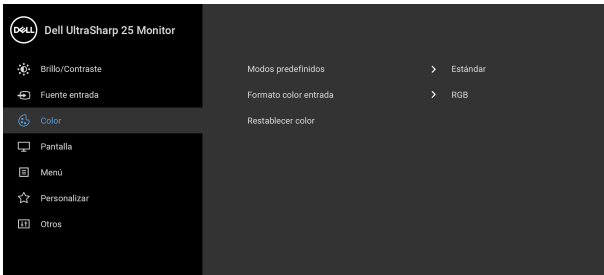 DELL Dell UltraSharp 25 Monitor
Brillo/Contraste
Fuente entrada
Color
Pantalla
Menú
Personalizar
Otros
Modos predefinidos > Estándar
Formato color entrada > RGB
Restablecer color